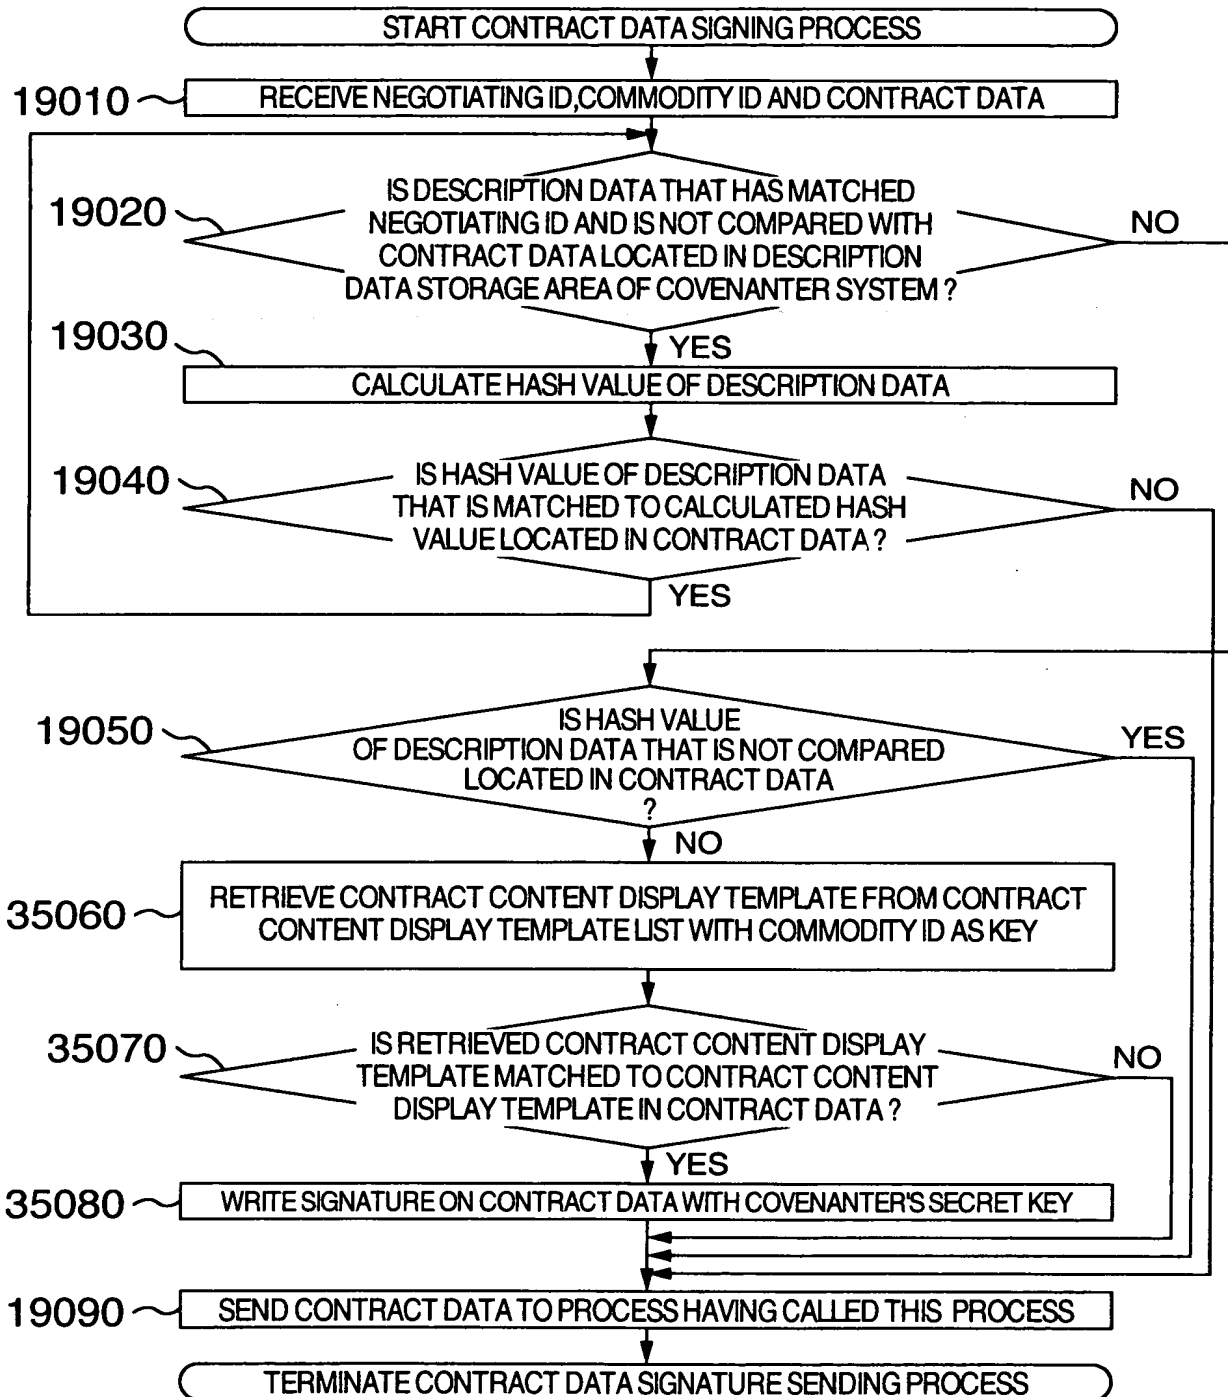 START CONTRACT DATA SIGNING PROCESS
19010
RECEIVE NEGOTIATING ID,COMMODITY ID AND CONTRACT DATA
19020
IS DESCRIPTION DATA THAT HAS MATCHED
NEGOTIATING ID AND IS NOT COMPARED WITH
CONTRACT DATA LOCATED IN DESCRIPTION
DATA STORAGE AREA OF COVENANTER SYSTEM ?
NO
YES
19030
CALCULATE HASH VALUE OF DESCRIPTION DATA
19040
IS HASH VALUE OF DESCRIPTION DATA
THAT IS MATCHED TO CALCULATED HASH
VALUE LOCATED IN CONTRACT DATA ?
NO
YES
19050
IS HASH VALUE
OF DESCRIPTION DATA THAT IS NOT COMPARED
LOCATED IN CONTRACT DATA
?
YES
NO
35060
RETRIEVE CONTRACT CONTENT DISPLAY TEMPLATE FROM CONTRACT
CONTENT DISPLAY TEMPLATE LIST WITH COMMODITY ID AS KEY
35070
IS RETRIEVED CONTRACT CONTENT DISPLAY
TEMPLATE MATCHED TO CONTRACT CONTENT
DISPLAY TEMPLATE IN CONTRACT DATA ?
NO
YES
35080
WRITE SIGNATURE ON CONTRACT DATA WITH COVENANTER'S SECRET KEY
19090
SEND CONTRACT DATA TO PROCESS HAVING CALLED THIS PROCESS
TERMINATE CONTRACT DATA SIGNATURE SENDING PROCESS